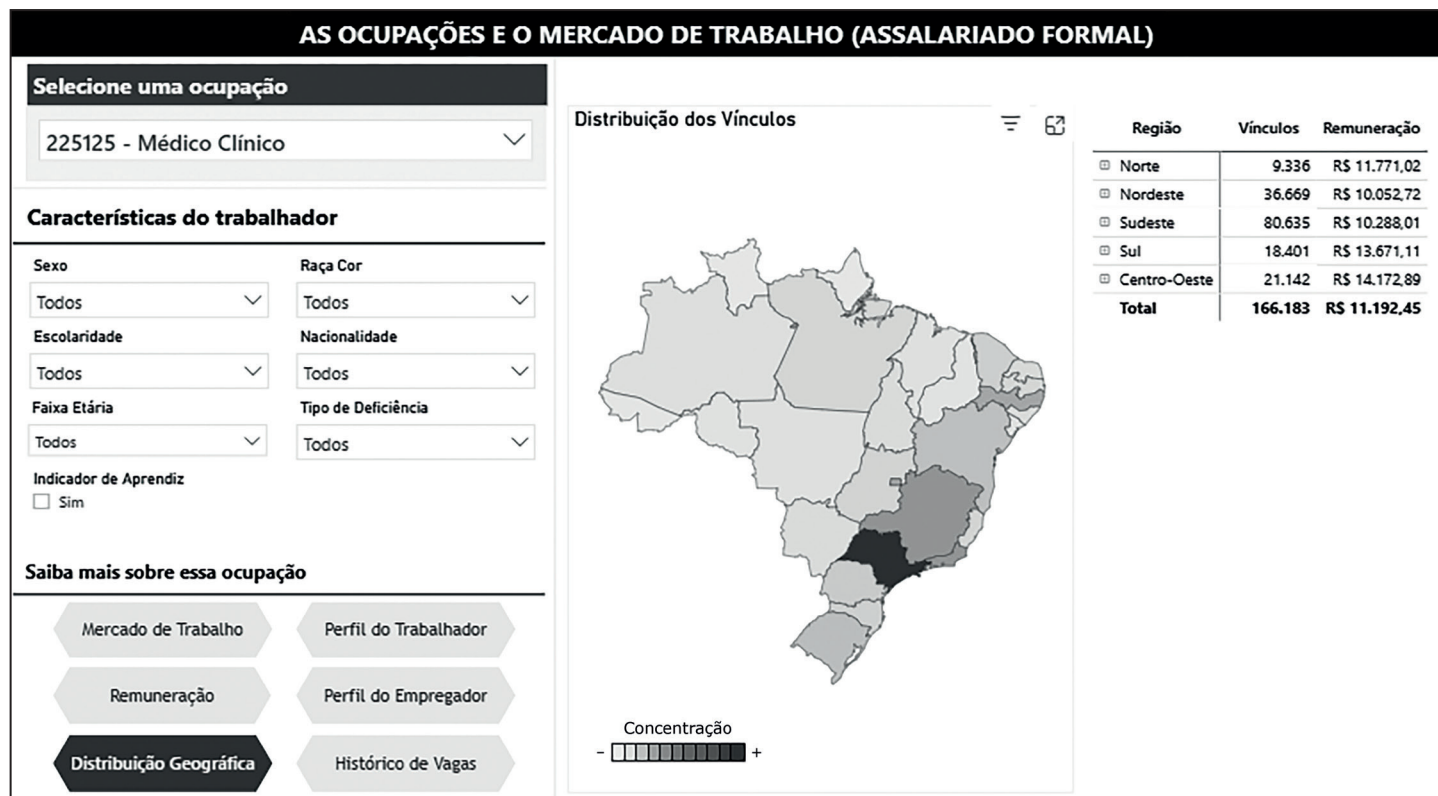 AS OCUPAÇÕES E O MERCADO DE TRABALHO (ASSALARIADO FORMAL)
Selecione uma ocupação
225125 - Médico Clínico
Características do trabalhador
Sexo Raça Cor
Todos Todos
Escolaridade Nacionalidade
Todos Todos
Faixa Etária Tipo de Deficiência
Todos Todos
Indicador de Aprendiz
Sim
Saiba mais sobre essa ocupação
Mercado de Trabalho Perfil do Trabalhador
Remuneração Perfil do Empregador
Distribuição Geográfica Histórico de Vagas
Distribuição dos Vínculos
Concentração
- +
Região Vínculos Remuneração
Norte 9.336 R$ 11.771,02
Nordeste 36.669 R$ 10.052,72
Sudeste 80.635 R$ 10.288,01
Sul 18.401 R$ 13.671,11
Centro-Oeste 21.142 R$ 14.172,89
Total 166.183 R$ 11.192,45